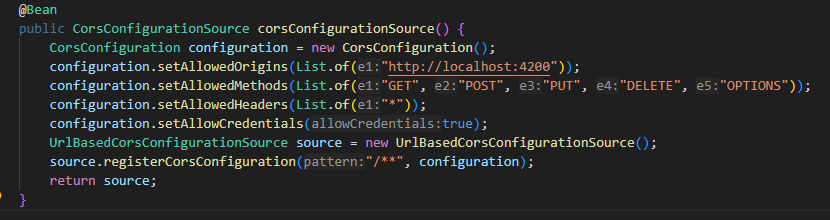 @Bean
public CorsConfigurationSource corsConfigurationSource() {
    CorsConfiguration configuration = new CorsConfiguration();
    configuration.setAllowedOrigins(List.of(e1:"http://localhost:4200"));
    configuration.setAllowedMethods(List.of(e1:"GET", e2:"POST", e3:"PUT", e4:"DELETE", e5:"OPTIONS"));
    configuration.setAllowedHeaders(List.of(e1:"*"));
    configuration.setAllowCredentials(allowCredentials:true);
    UrlBasedCorsConfigurationSource source = new UrlBasedCorsConfigurationSource();
    source.registerCorsConfiguration(pattern:"/**", configuration);
    return source;
}